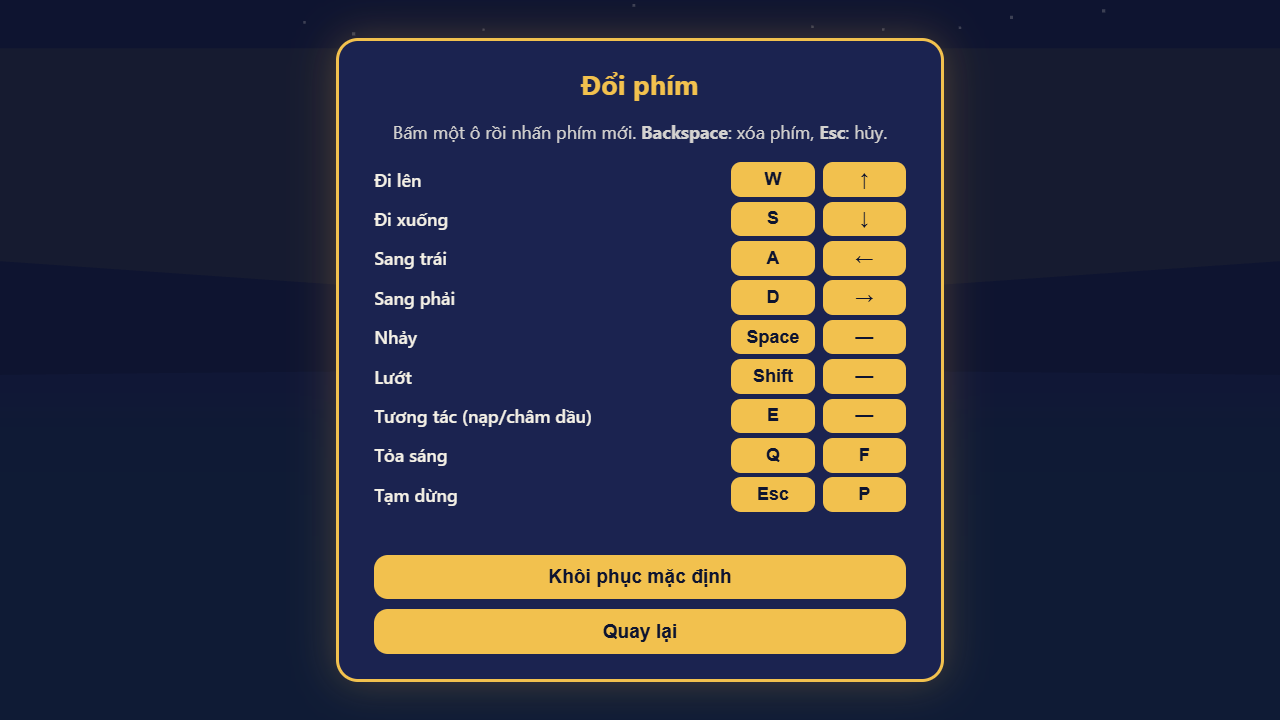 Đổi phím
Bấm một ô rồi nhấn phím mới. Backspace: xóa phím, Esc: hủy.
Đi lên W ↑
Đi xuống S ↓
Sang trái A ←
Sang phải D →
Nhảy Space —
Lướt Shift —
Tương tác (nạp/châm dầu) E —
Tỏa sáng Q F
Tạm dừng Esc P
Khôi phục mặc định
Quay lại